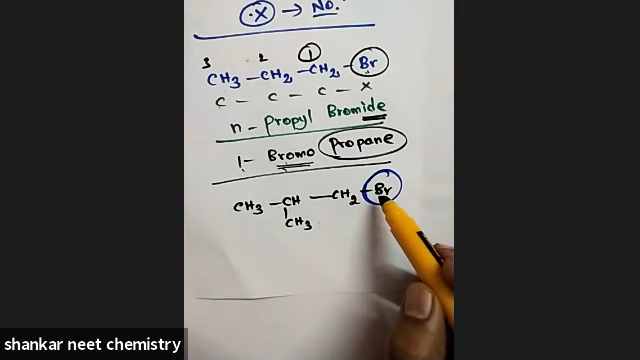 ·X → No.
3 2 1
CH3 – CH2 – CH2 – Br
C – C – C – X
n – Propyl Bromide
1 – Bromo Propane
CH3 – CH – CH2 – Br
CH3
shankar neet chemistry